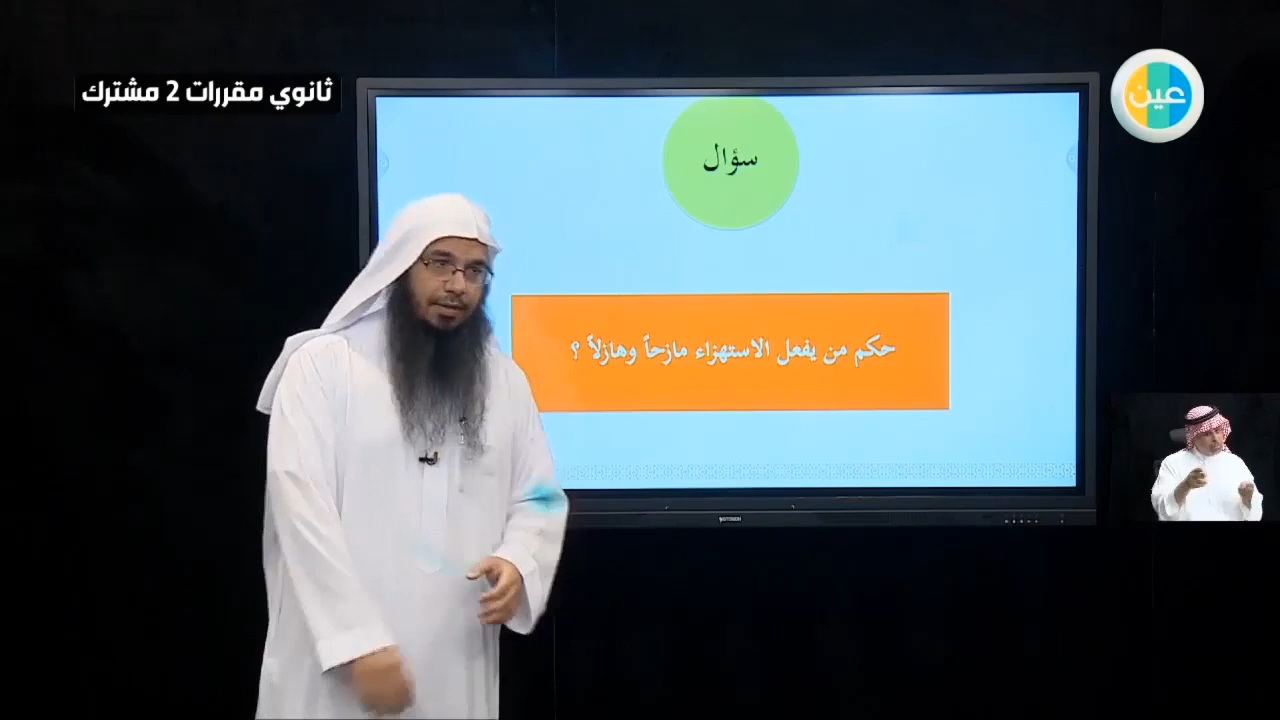 ثانوي مقررات 2 مشترك
عين
سؤال
حكم من يفعل الاستهزاء مازحاً وهازلاً ؟